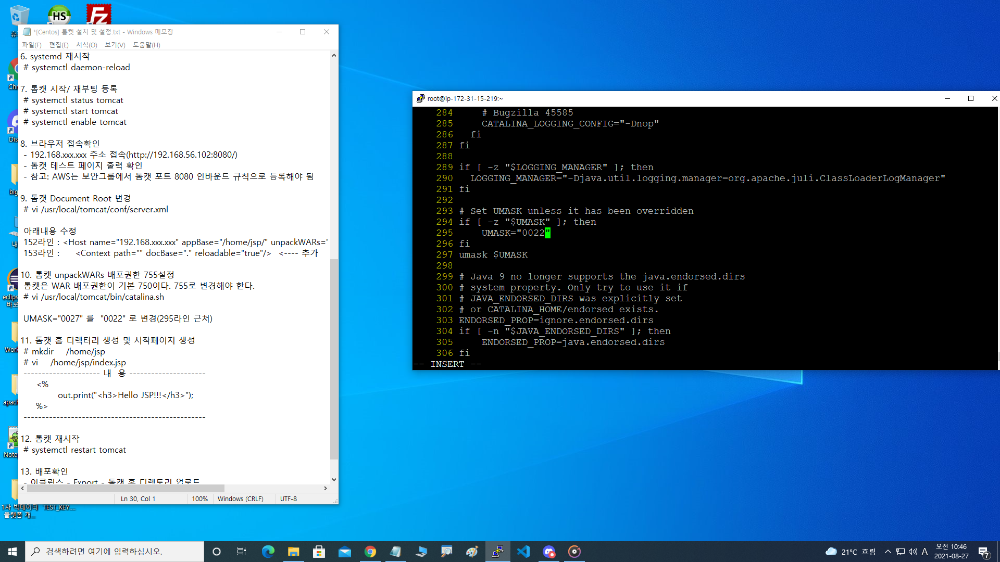 HS
FZ
*[Centos] 톰켓 설치 및 설정.txt - Windows 메모장
파일(F) 편집(E) 서식(O) 보기(V) 도움말(H)
6. systemd 재시작
# systemctl daemon-reload
7. 톰캣 시작/ 재부팅 등록
# systemctl status tomcat
# systemctl start tomcat
# systemctl enable tomcat
8. 브라우저 접속확인
- 192.168.xxx.xxx 주소 접속(http://192.168.56.102:8080/)
- 톰캣 테스트 페이지 출력 확인
- 참고: AWS는 보안그룹에서 톰캣 포트 8080 인바운드 규칙으로 등록해야 됨
9. 톰캣 Document Root 변경
# vi /usr/local/tomcat/conf/server.xml
아래내용 수정
152라인 : <Host name="192.168.xxx.xxx" appBase="/home/jsp/" unpackWARs="
153라인 : <Context path="" docBase="." reloadable="true"/> <---- 추가
10. 톰캣 unpackWARs 배포권한 755설정
톰캣은 WAR 배포권한이 기본 750이다. 755로 변경해야 한다.
# vi /usr/local/tomcat/bin/catalina.sh
UMASK="0027" 를 "0022" 로 변경(295라인 근처)
11. 톰캣 홈 디렉터리 생성 및 시작페이지 생성
# mkdir /home/jsp
# vi /home/jsp/index.jsp
--------------------- 내 용 ---------------------
<%
out.print("<h3>Hello JSP!!!</h3>");
%>
--------------------------------------------------
12. 톰캣 재시작
# systemctl restart tomcat
13. 배포확인
- 이클립스 - Export - 톰캣 홈 디렉토리 업로드
Ln 30, Col 1 100% Windows (CRLF) UTF-8
Chr
Dis
big
내
eclips
바로
Work
apach
Note
1차 빅데이터
플랫폼 개...
TEST_KEY....
root@ip-172-31-15-219:~
284 # Bugzilla 45585
285 CATALINA_LOGGING_CONFIG="-Dnop"
286 fi
287 fi
288
289 if [ -z "$LOGGING_MANAGER" ]; then
290 LOGGING_MANAGER="-Djava.util.logging.manager=org.apache.juli.ClassLoaderLogManager"
291 fi
292
293 # Set UMASK unless it has been overridden
294 if [ -z "$UMASK" ]; then
295 UMASK="0022"
296 fi
297 umask $UMASK
298
299 # Java 9 no longer supports the java.endorsed.dirs
300 # system property. Only try to use it if
301 # JAVA_ENDORSED_DIRS was explicitly set
302 # or CATALINA_HOME/endorsed exists.
303 ENDORSED_PROP=ignore.endorsed.dirs
304 if [ -n "$JAVA_ENDORSED_DIRS" ]; then
305 ENDORSED_PROP=java.endorsed.dirs
306 fi
-- INSERT --
검색하려면 여기에 입력하십시오.
21°C 흐림
A
오전 10:46
2021-08-27
7